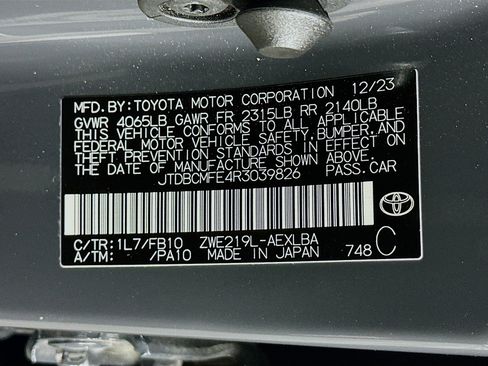 MFD.BY:TOYOTA MOTOR CORPORATION 12/23
GVWR 4065LB GAWR FR 2315LB RR 2140LB
THIS VEHICLE CONFORMS TO ALL APPLICABLE
FEDERAL MOTOR VEHICLE SAFETY, BUMPER, AND
THEFT PREVENTION STANDARDS IN EFFECT ON
THE DATE OF MANUFACTURE SHOWN ABOVE.
JTDBCMFE4R3039826 PASS.CAR
C/TR:1L7/FB10 ZWE219L-AEXLBA
A/TM: /PA10 MADE IN JAPAN 748 C